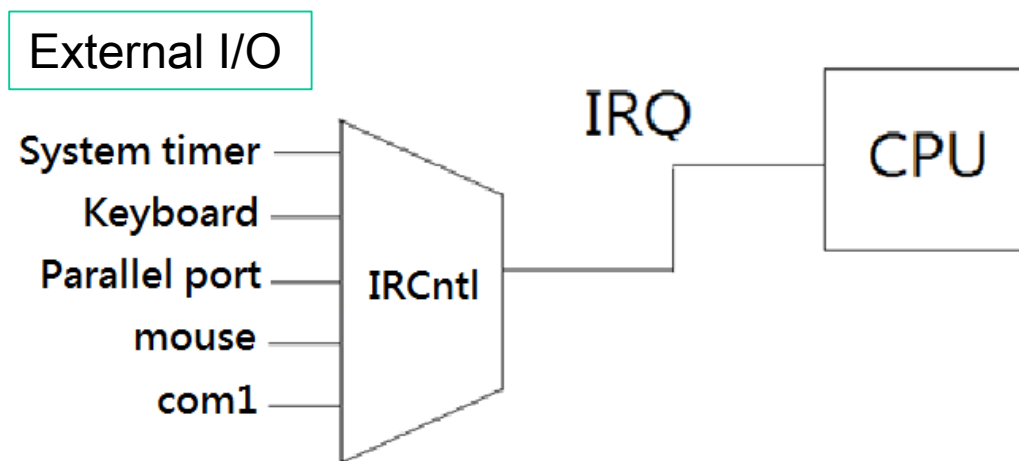 External I/O
IRQ
CPU
System timer
Keyboard
Parallel port
IRCntl
mouse
com1